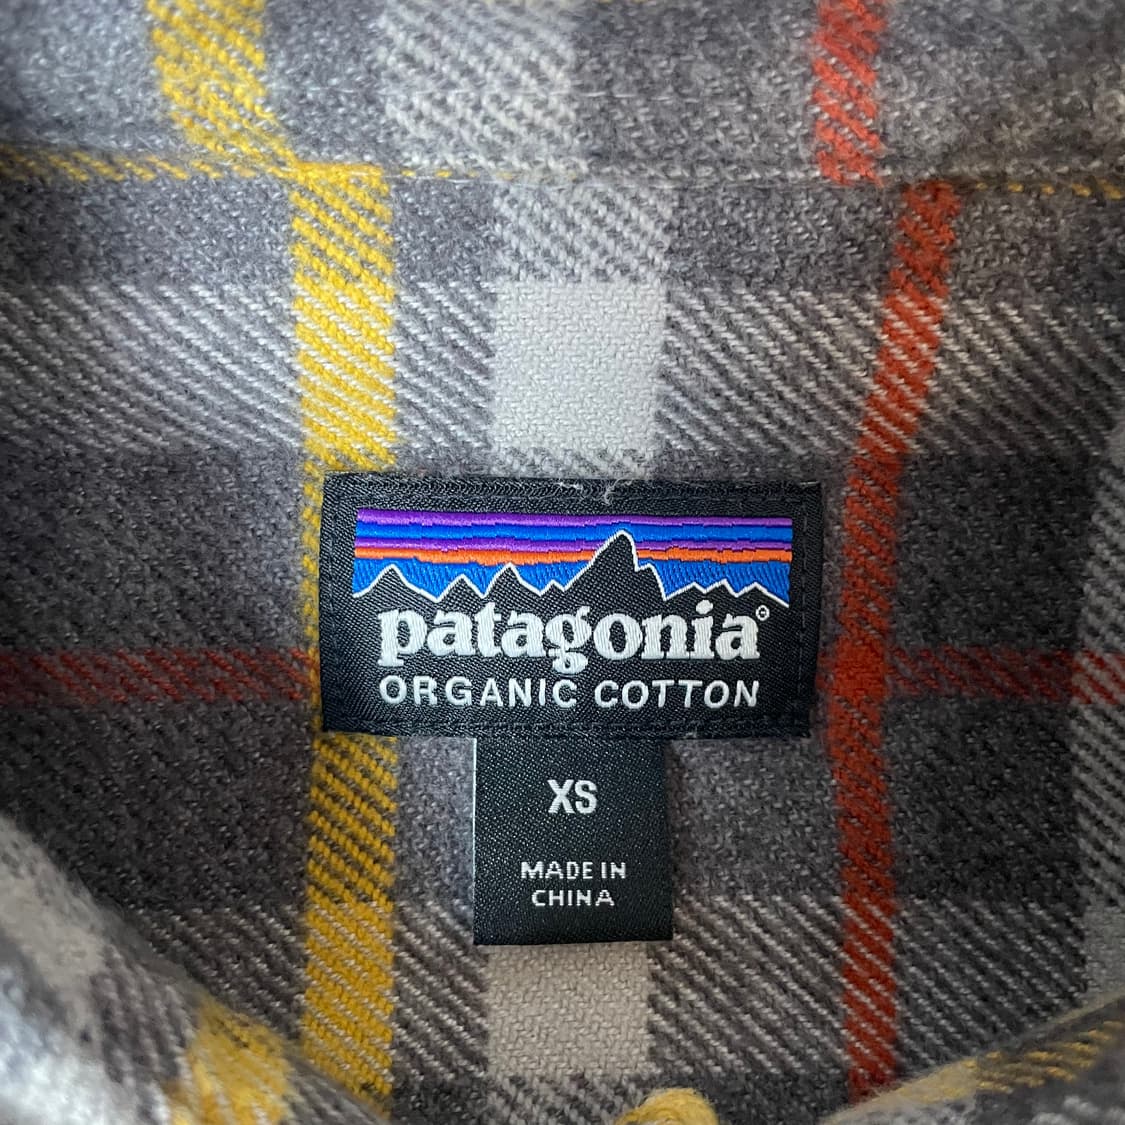 patagonia®
ORGANIC COTTON
XS
MADE IN
CHINA